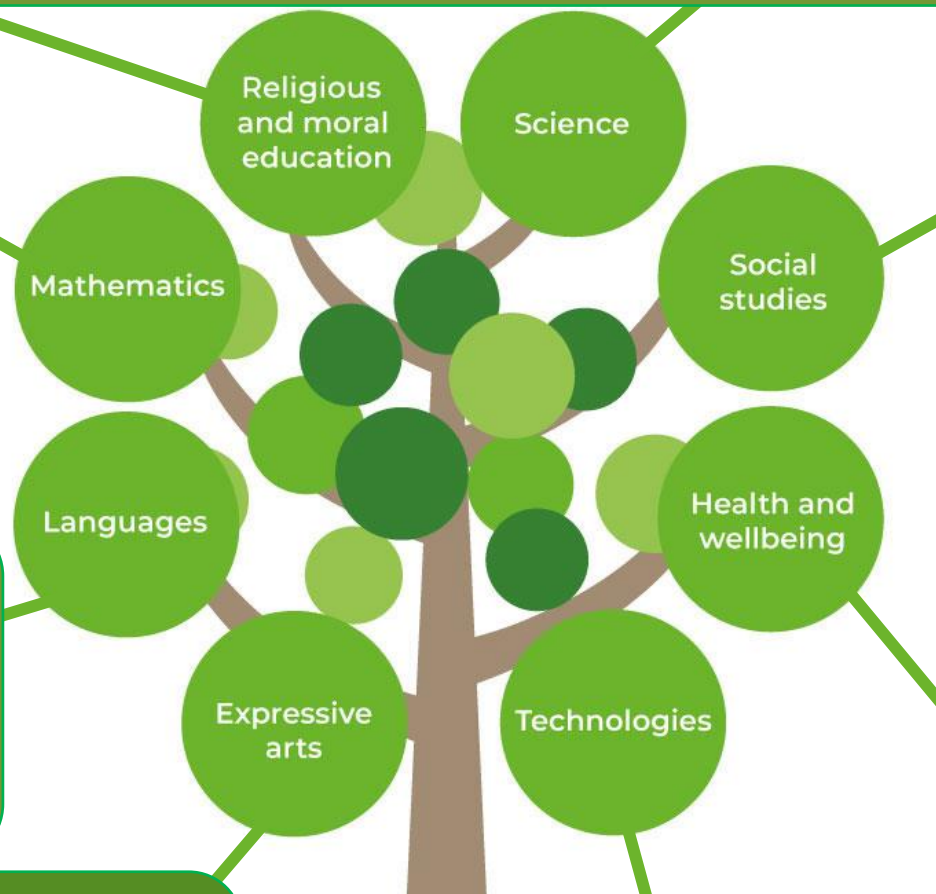 Religious
and moral
education
Science
Social
studies
Mathematics
Health and
wellbeing
Languages
Expressive
arts
Technologies